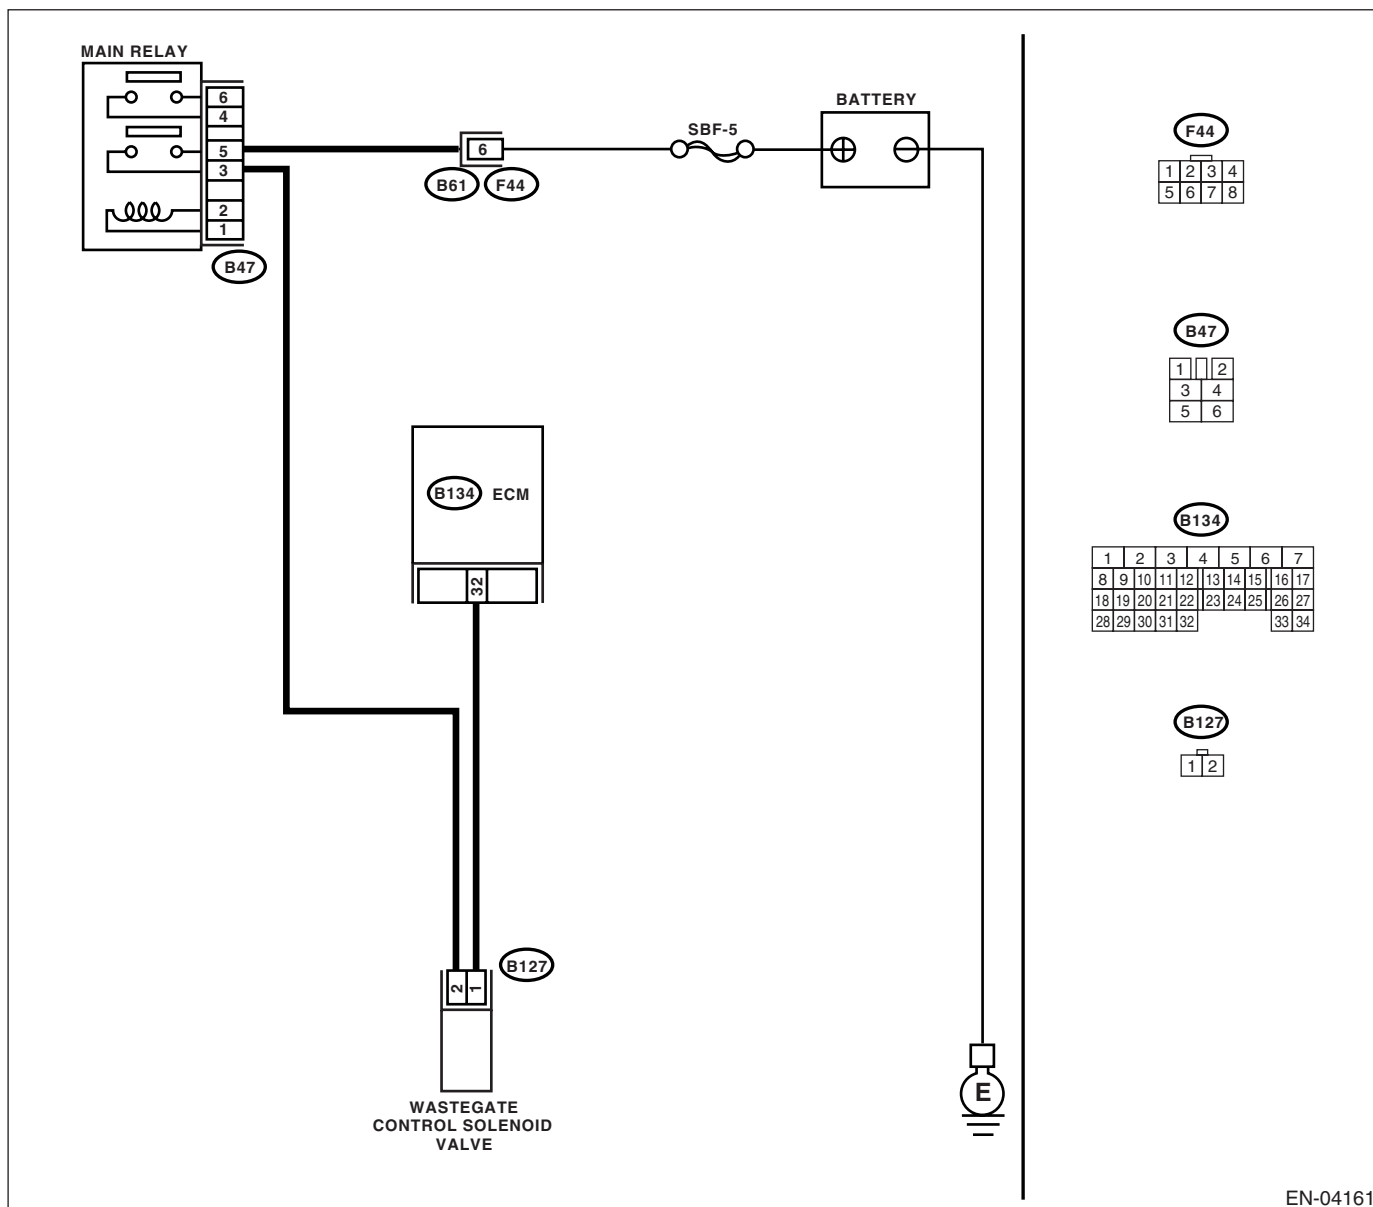 MAIN RELAY
6
4
5
3
2
1
B47
6
B61 F44
SBF-5
BATTERY
B134 ECM
32
B127
2 1
WASTEGATE
CONTROL SOLENOID
VALVE
E
F44
1 2 3 4
5 6 7 8
B47
1 2
3 4
5 6
B134
1 2 3 4 5 6 7
8 9 10 11 12 13 14 15 16 17
18 19 20 21 22 23 24 25 26 27
28 29 30 31 32 33 34
B127
1 2
EN-04161